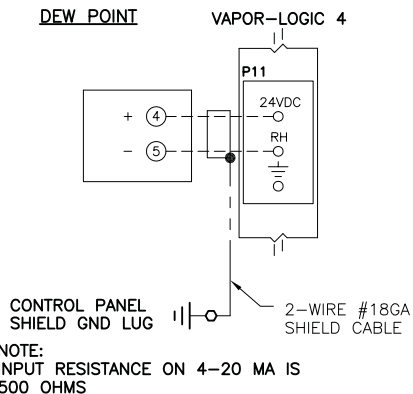 DEW POINT
VAPOR-LOGIC 4
P11
24VDC
+ 4
RH
- 5
CONTROL PANEL
SHIELD GND LUG
2-WIRE #18GA
SHIELD CABLE
NOTE:
INPUT RESISTANCE ON 4-20 MA IS
500 OHMS